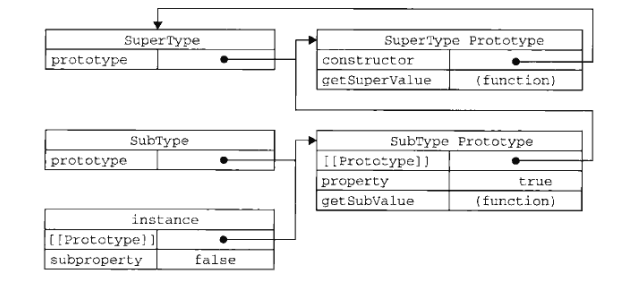 SuperType
prototype
SuperType Prototype
constructor
getSuperValue (function)
SubType
prototype
SubType Prototype
[[Prototype]]
property true
getSubValue (function)
instance
[[Prototype]]
subproperty false